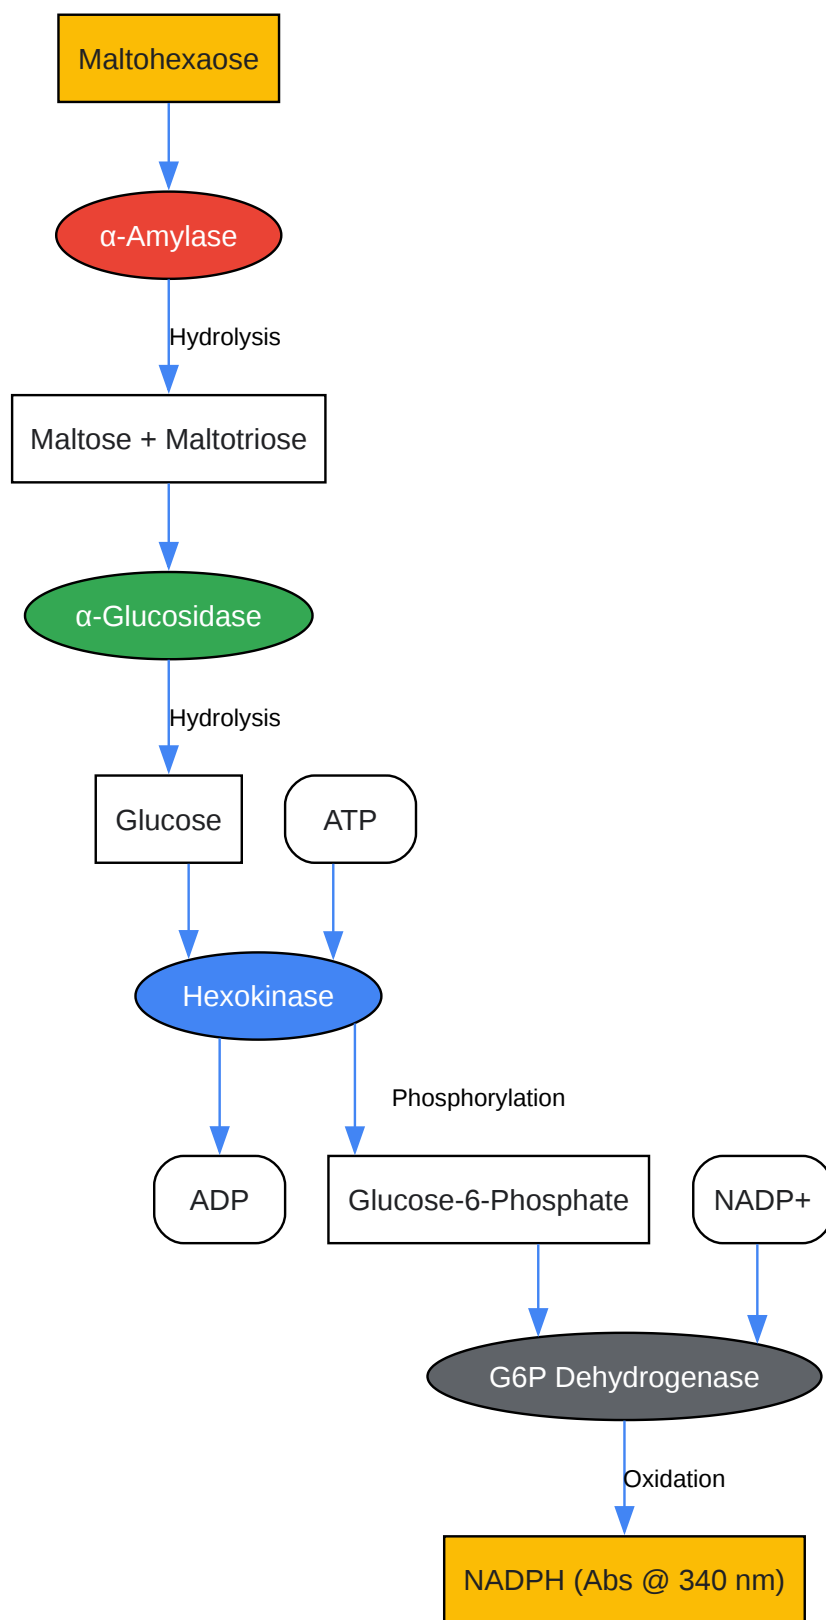 Maltohexaose
α-Amylase
Hydrolysis
Maltose + Maltotriose
α-Glucosidase
Hydrolysis
Glucose
ATP
Hexokinase
Phosphorylation
ADP
Glucose-6-Phosphate
NADP+
G6P Dehydrogenase
Oxidation
NADPH (Abs @ 340 nm)